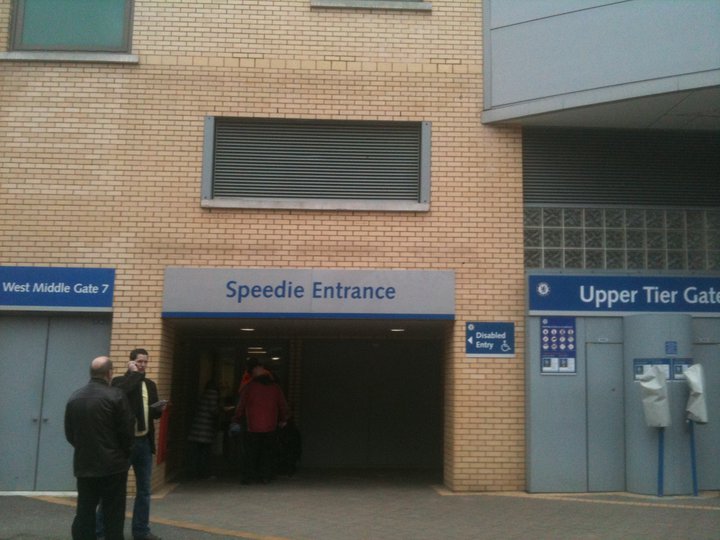 West Middle Gate 7
Speedie Entrance
Disabled
Entry
Upper Tier Gate